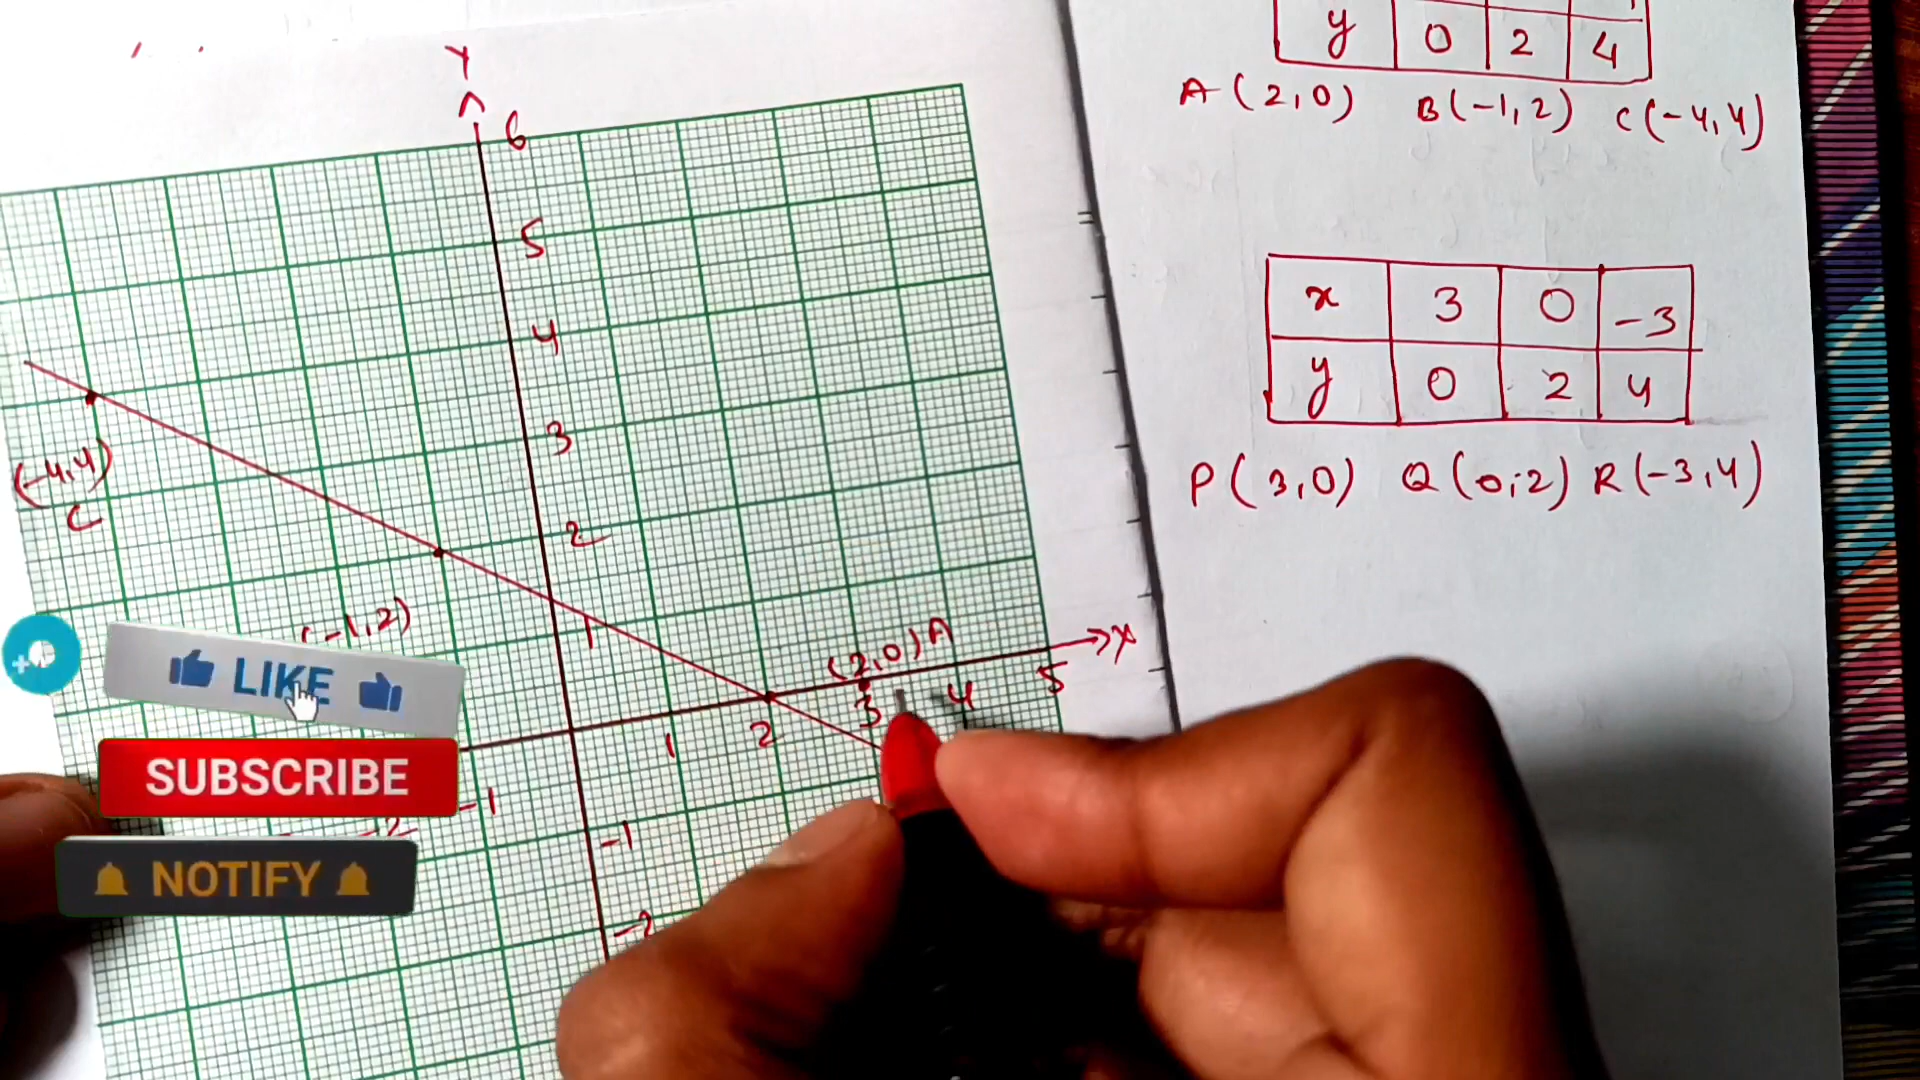 Y
6
5
4
3
2
1
(-4,4)
C
(-1,2)
(2,0) A
X
1
2
3
4
5
-1
-2
-1
-2
LIKE
SUBSCRIBE
NOTIFY
y 0 2 4
A (2,0) B(-1,2) C(-4,4)
x 3 0 -3
y 0 2 4
P(3,0) Q(0,2) R(-3,4)